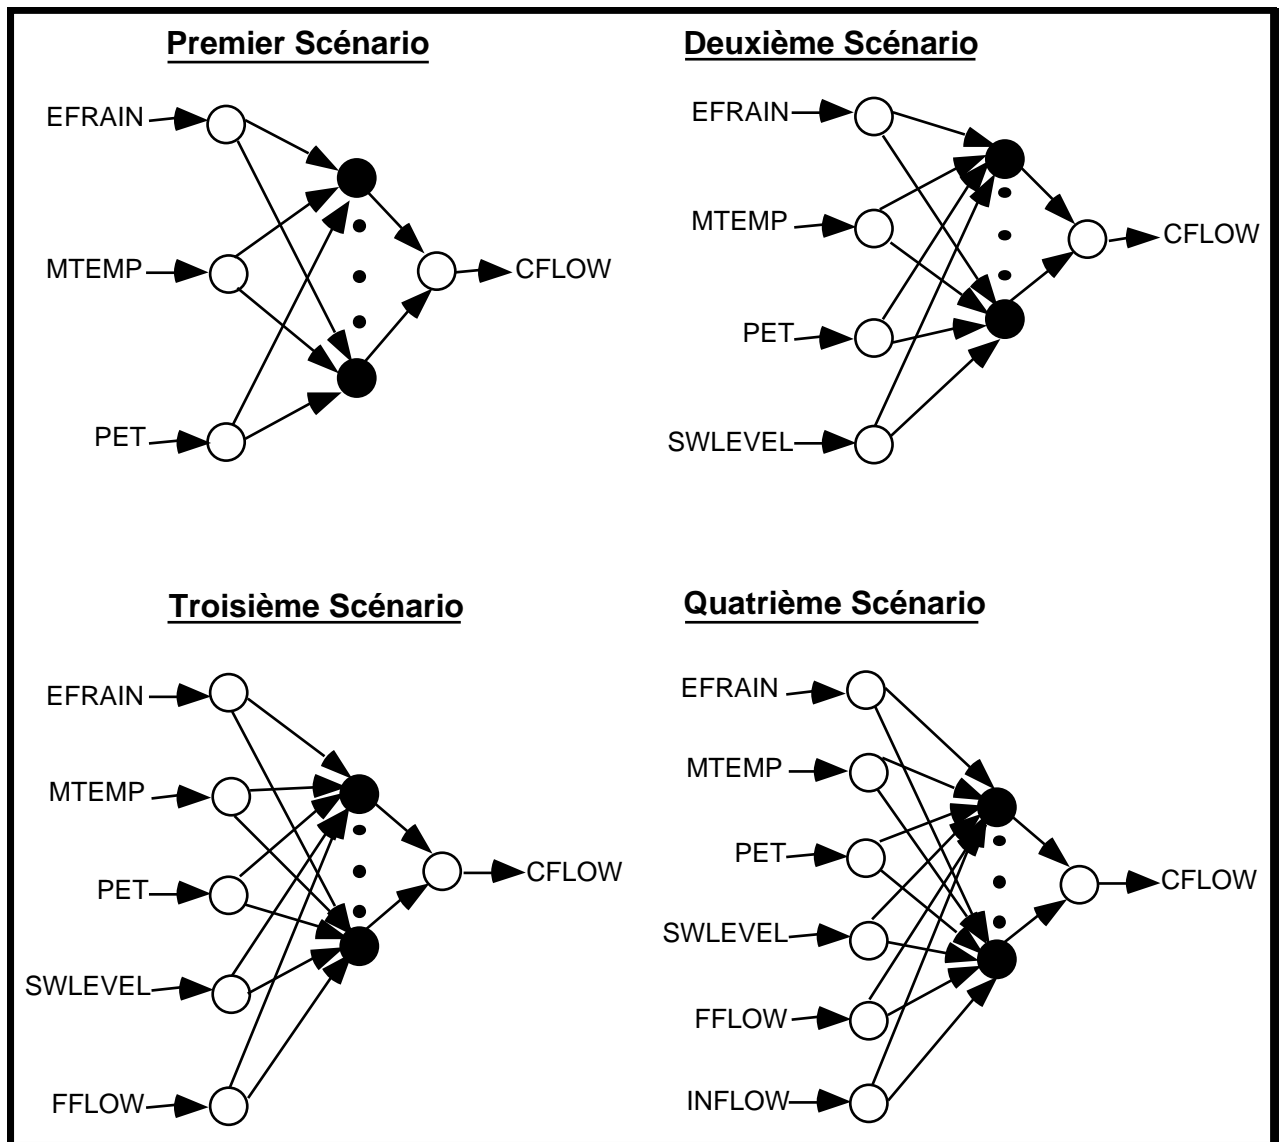 Premier Scénario
EFRAIN
MTEMP
CFLOW
PET
Deuxième Scénario
EFRAIN
MTEMP
CFLOW
PET
SWLEVEL
Troisième Scénario
EFRAIN
MTEMP
CFLOW
PET
SWLEVEL
FFLOW
Quatrième Scénario
EFRAIN
MTEMP
PET
CFLOW
SWLEVEL
FFLOW
INFLOW